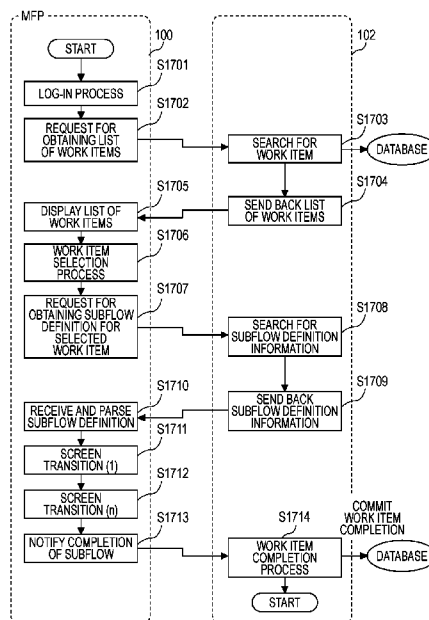 MFP
100
102
START
S1701
LOG-IN PROCESS
S1702
REQUEST FOR
OBTAINING LIST
OF WORK ITEMS
S1703
SEARCH FOR
WORK ITEM
DATABASE
S1704
SEND BACK LIST
OF WORK ITEMS
S1705
DISPLAY LIST OF
WORK ITEMS
S1706
WORK ITEM
SELECTION
PROCESS
S1707
REQUEST FOR
OBTAINING SUBFLOW
DEFINITION FOR
SELECTED
WORK ITEM
S1708
SEARCH FOR
SUBFLOW DEFINITION
INFORMATION
S1709
SEND BACK
SUBFLOW DEFINITION
INFORMATION
S1710
RECEIVE AND PARSE
SUBFLOW DEFINITION
S1711
SCREEN
TRANSITION (1)
S1712
SCREEN
TRANSITION (n)
S1713
NOTIFY COMPLETION
OF SUBFLOW
S1714
WORK ITEM
COMPLETION
PROCESS
COMMIT
WORK ITEM
COMPLETION
DATABASE
START